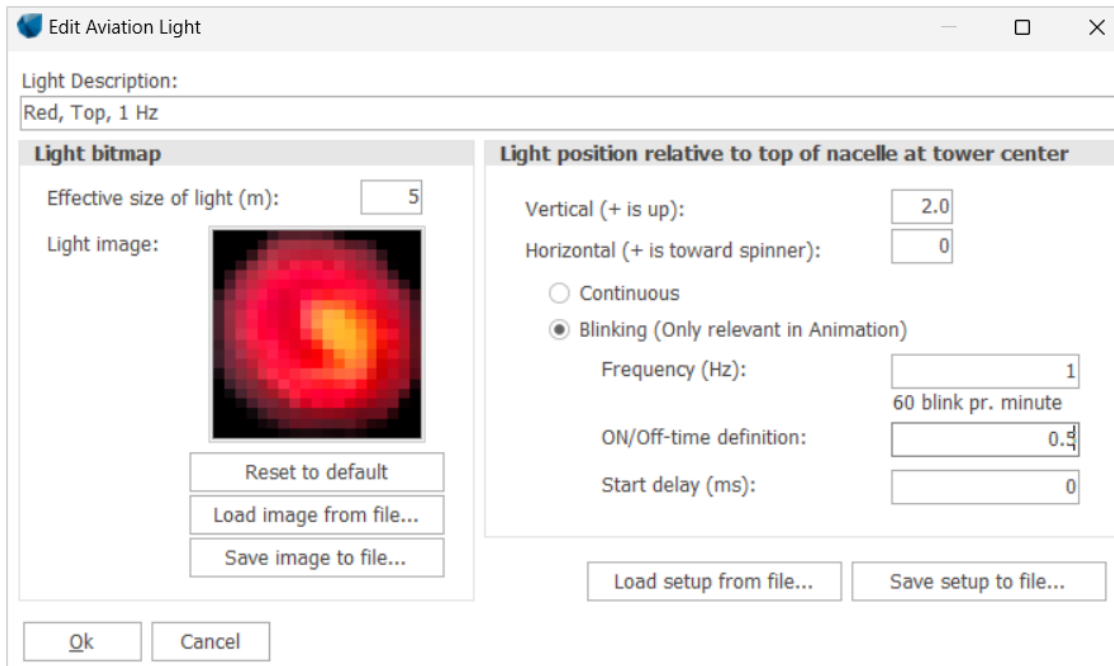 Edit Aviation Light
Light Description:
Red, Top, 1 Hz
Light bitmap
Effective size of light (m): 5
Light image:
Reset to default
Load image from file...
Save image to file...
Light position relative to top of nacelle at tower center
Vertical (+ is up): 2.0
Horizontal (+ is toward spinner): 0
Continuous
Blinking (Only relevant in Animation)
Frequency (Hz): 1
60 blink pr. minute
ON/Off-time definition: 0.5
Start delay (ms): 0
Load setup from file... Save setup to file...
Ok Cancel